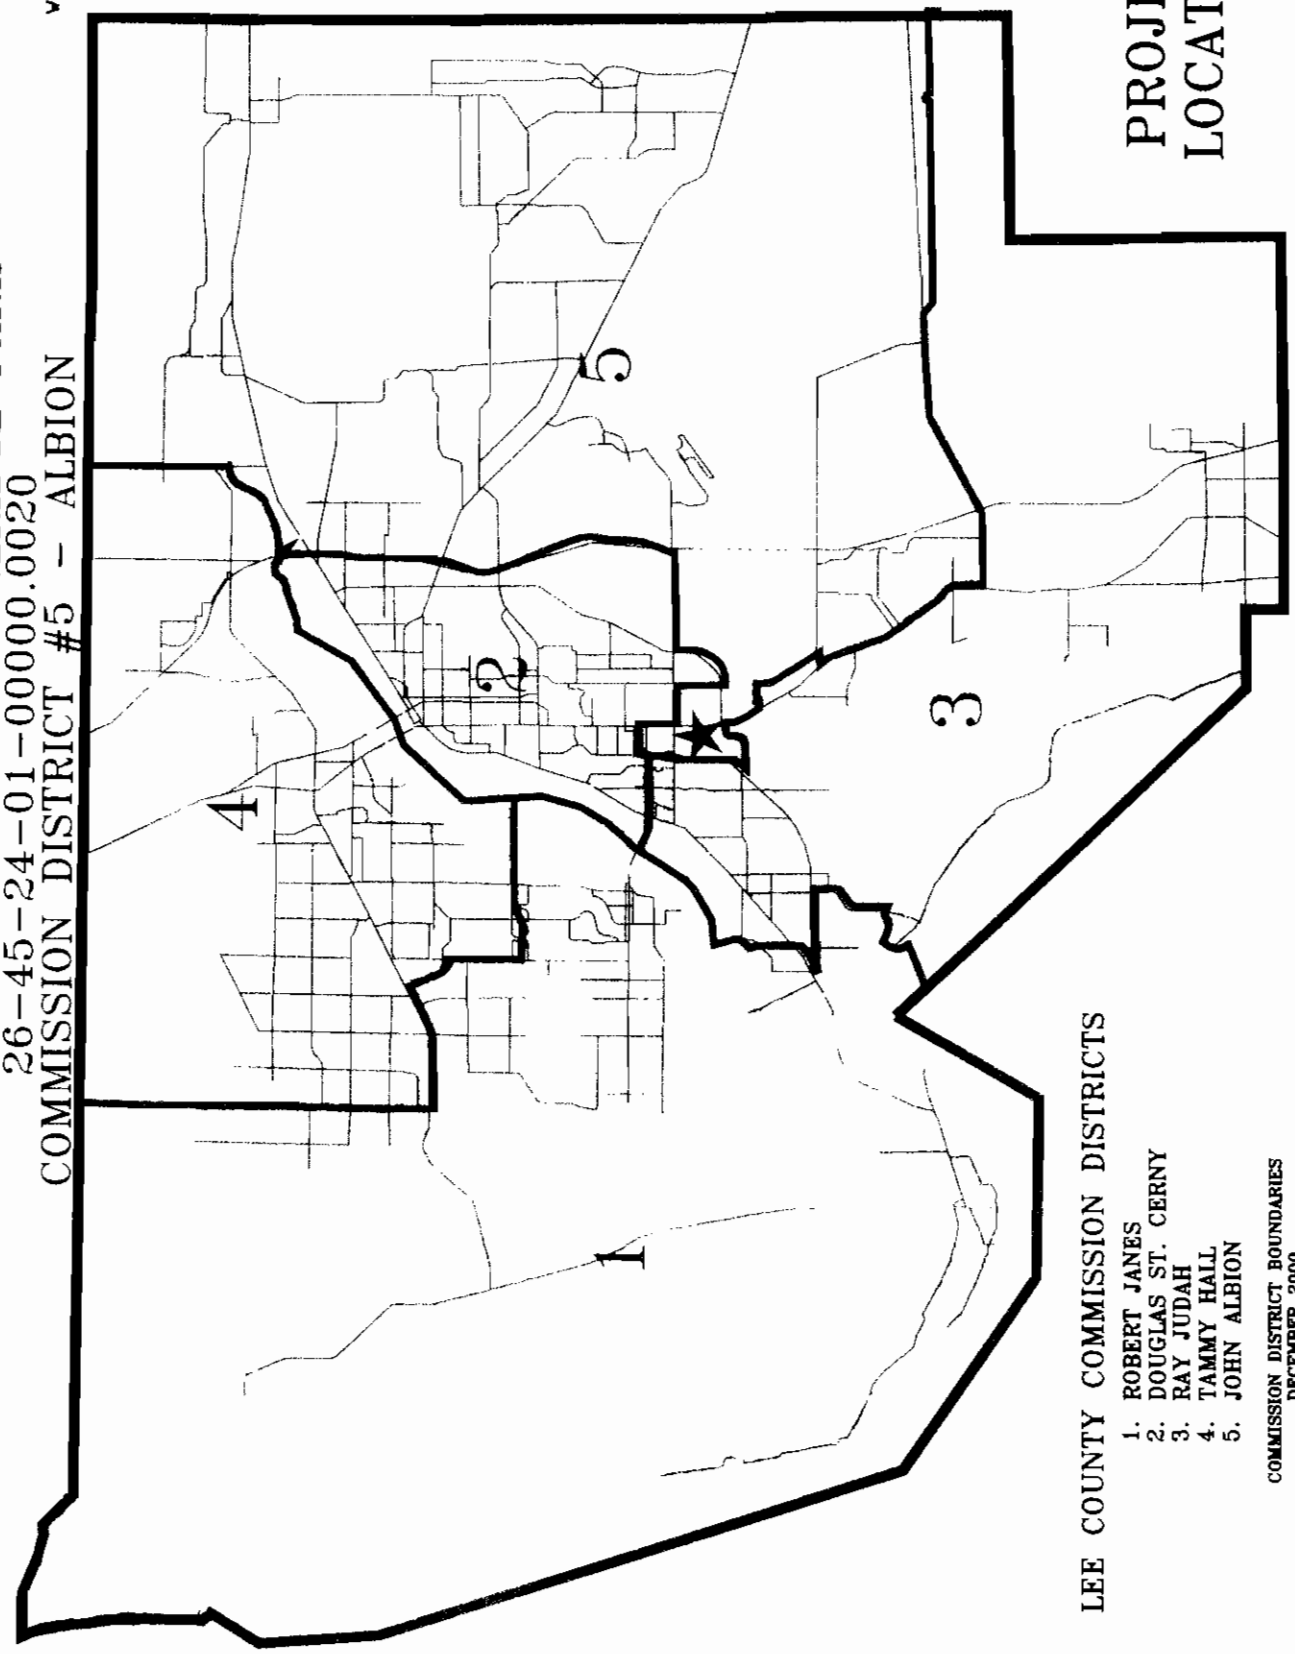 26-45-24-01-00000.0020
COMMISSION DISTRICT #5 - ALBION
4
5
2
1
3
LEE COUNTY COMMISSION DISTRICTS
1. ROBERT JANES
2. DOUGLAS ST. CERNY
3. RAY JUDAH
4. TAMMY HALL
5. JOHN ALBION
COMMISSION DISTRICT BOUNDARIES
DECEMBER 2000